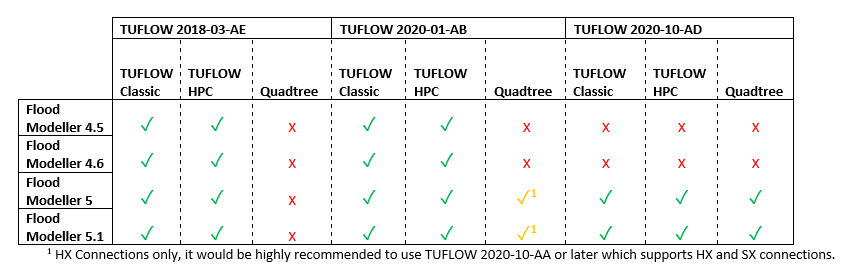 TUFLOW 2018-03-AE TUFLOW 2020-01-AB TUFLOW 2020-10-AD
TUFLOW Classic TUFLOW HPC Quadtree TUFLOW Classic TUFLOW HPC Quadtree TUFLOW Classic TUFLOW HPC Quadtree
Flood
Modeller 4.5 ✓ ✓ x ✓ ✓ x x x x
Flood
Modeller 4.6 ✓ ✓ x ✓ ✓ x x x x
Flood
Modeller 5 ✓ ✓ x ✓ ✓ ✓1 ✓ ✓ ✓
Flood
Modeller 5.1 ✓ ✓ x ✓ ✓ ✓1 ✓ ✓ ✓
1 HX Connections only, it would be highly recommended to use TUFLOW 2020-10-AA or later which supports HX and SX connections.